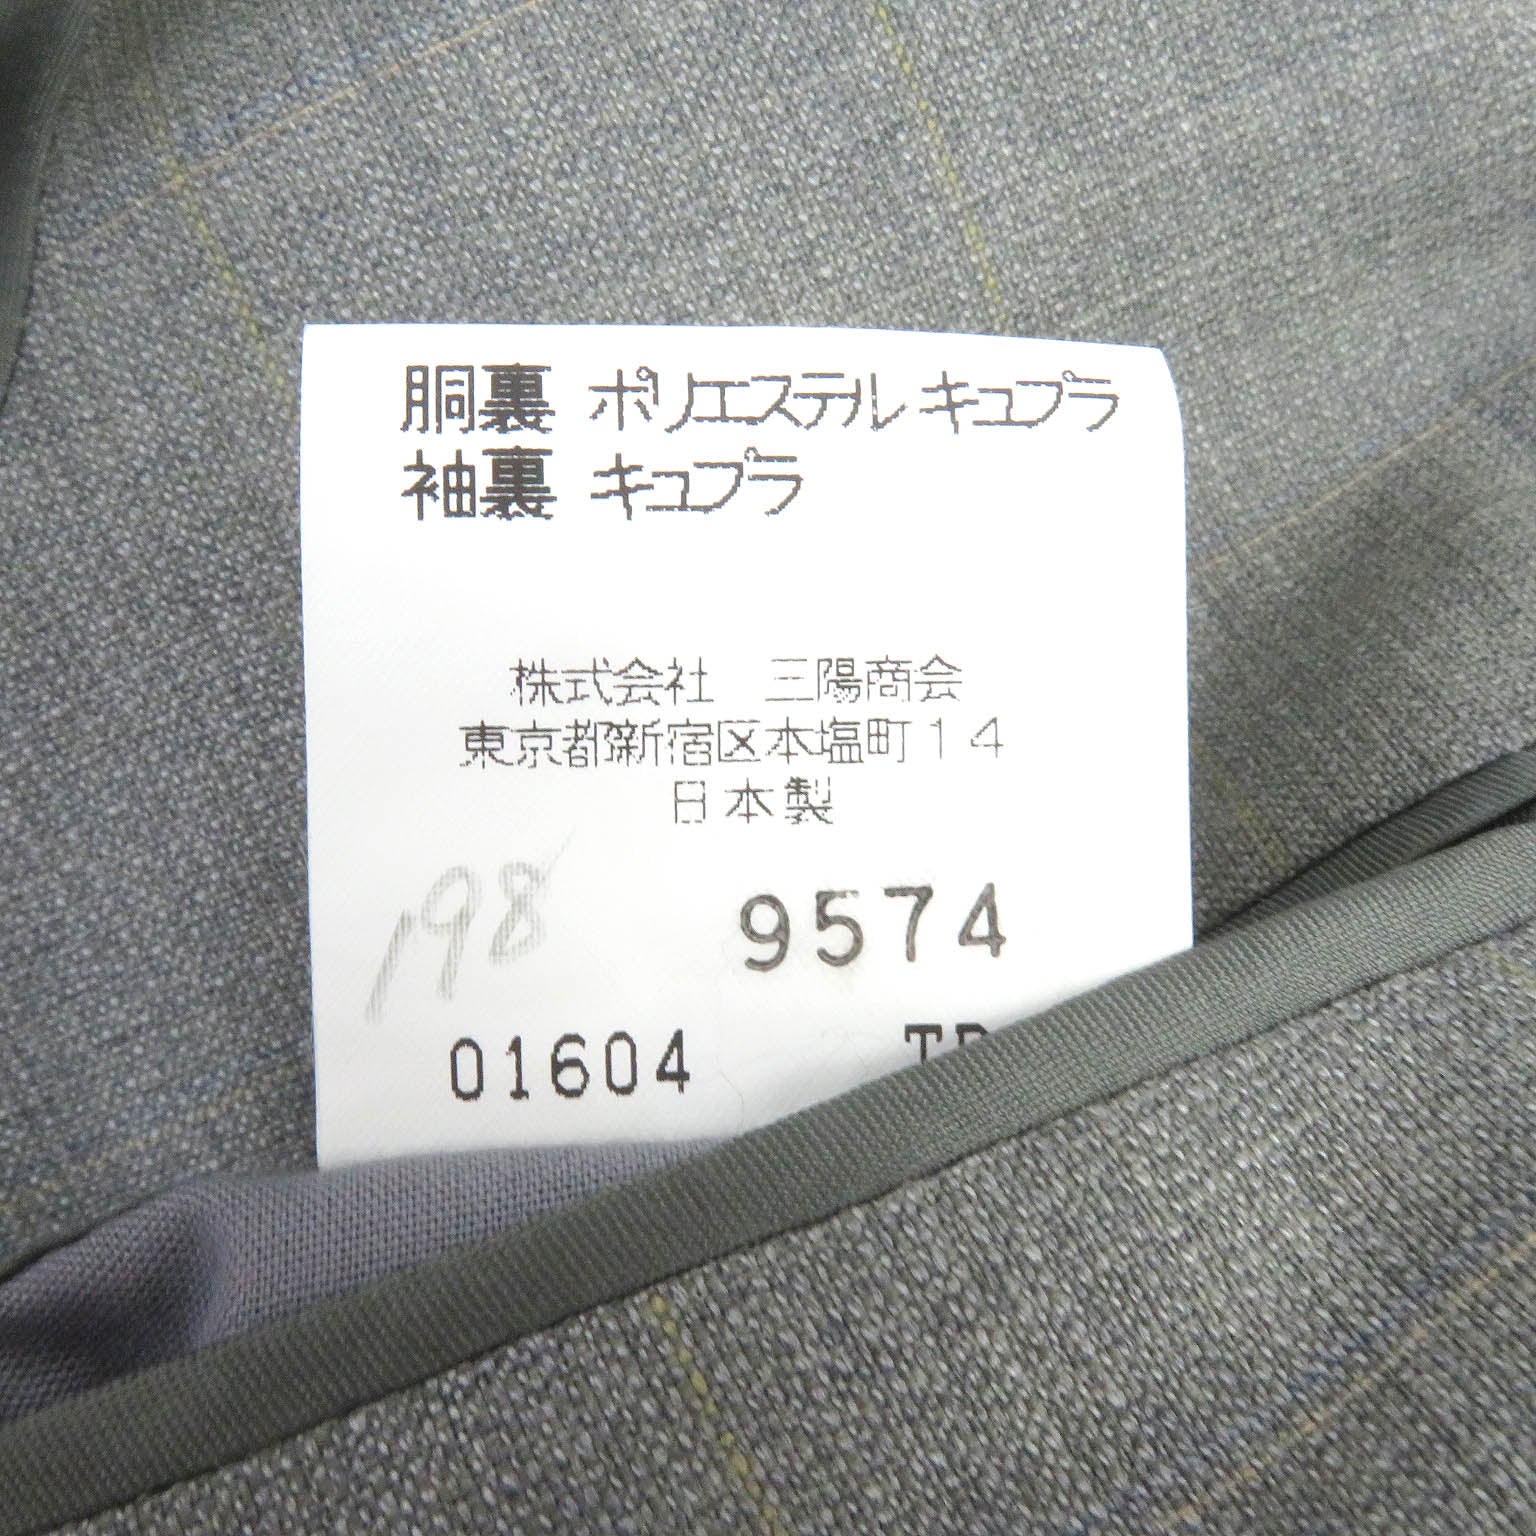 胴裏 ポリエステル キュプラ
袖裏 キュプラ
株式会社 三陽商会
東京都新宿区本塩町14
日本製
198 9574
01604